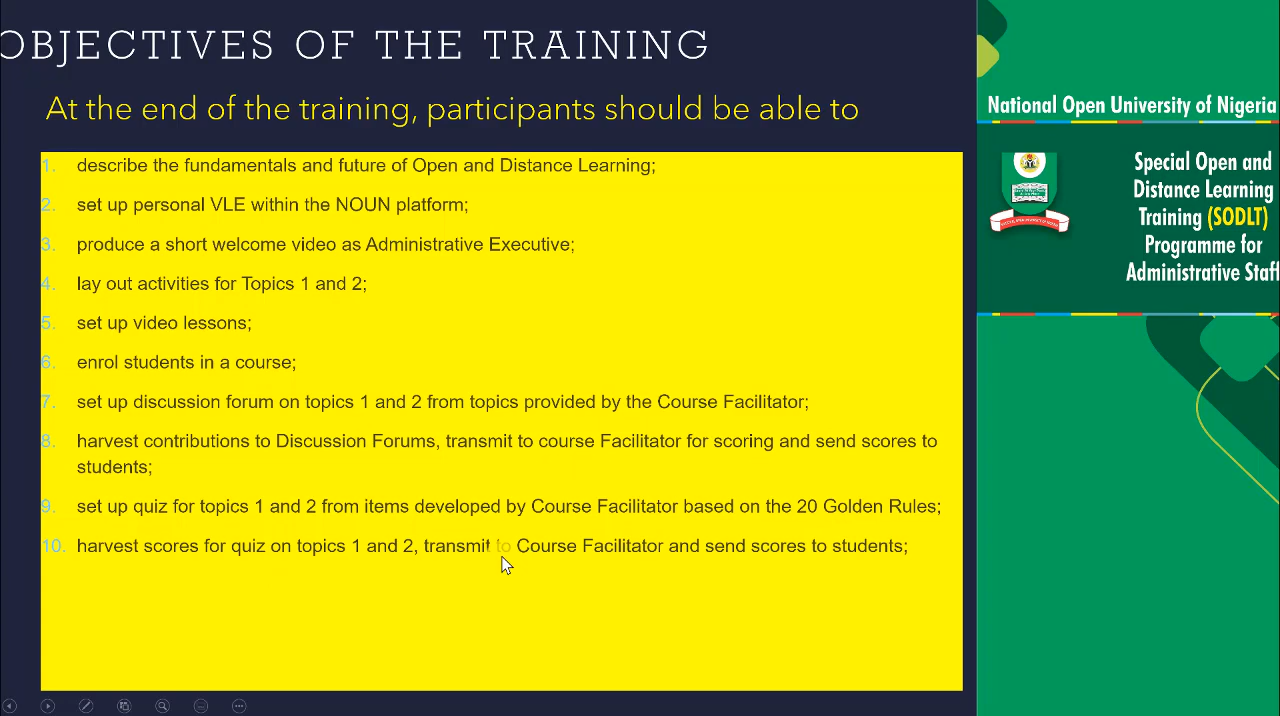 OBJECTIVES OF THE TRAINING
At the end of the training, participants should be able to
1. describe the fundamentals and future of Open and Distance Learning;
2. set up personal VLE within the NOUN platform;
3. produce a short welcome video as Administrative Executive;
4. lay out activities for Topics 1 and 2;
5. set up video lessons;
6. enrol students in a course;
7. set up discussion forum on topics 1 and 2 from topics provided by the Course Facilitator;
8. harvest contributions to Discussion Forums, transmit to course Facilitator for scoring and send scores to
students;
9. set up quiz for topics 1 and 2 from items developed by Course Facilitator based on the 20 Golden Rules;
10. harvest scores for quiz on topics 1 and 2, transmit to Course Facilitator and send scores to students;
National Open University of Nigeria
Special Open and
Distance Learning
Training (SODLT)
Programme for
Administrative Staff